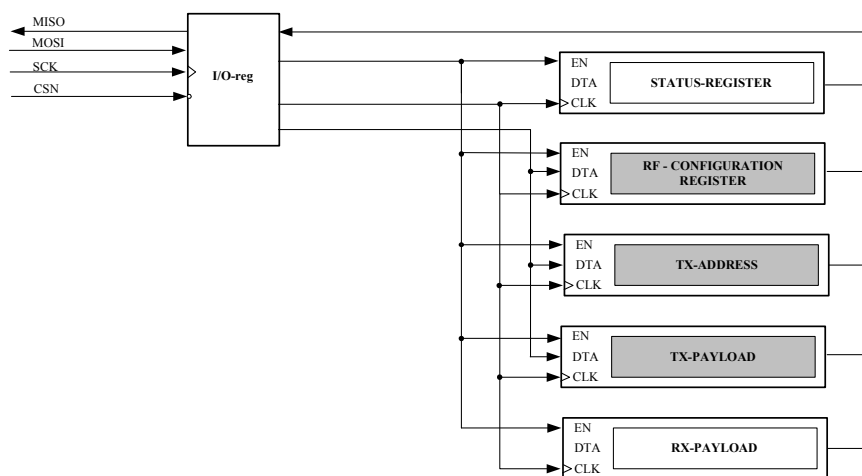 MISO
MOSI
SCK
CSN
I/O-reg
EN
DTA
CLK
STATUS-REGISTER
EN
DTA
CLK
RF - CONFIGURATION
REGISTER
EN
DTA
CLK
TX-ADDRESS
EN
DTA
CLK
TX-PAYLOAD
EN
DTA
CLK
RX-PAYLOAD